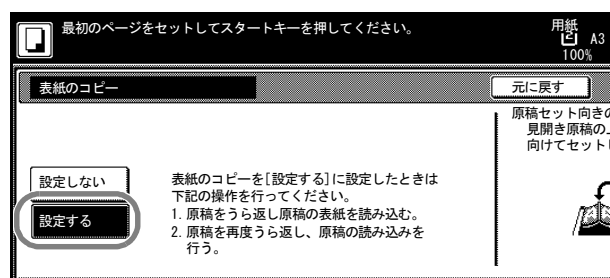 最初のページをセットしてスタートキーを押してください。
用紙
2 A3
100%
表紙のコピー
元に戻す
原稿セット向きの
見開き原稿の
向けてセット
設定しない
設定する
表紙のコピーを[設定する]に設定したときは
下記の操作を行ってください。
1. 原稿をうら返し原稿の表紙を読み込む。
2. 原稿を再度うら返し、原稿の読み込みを
行う。